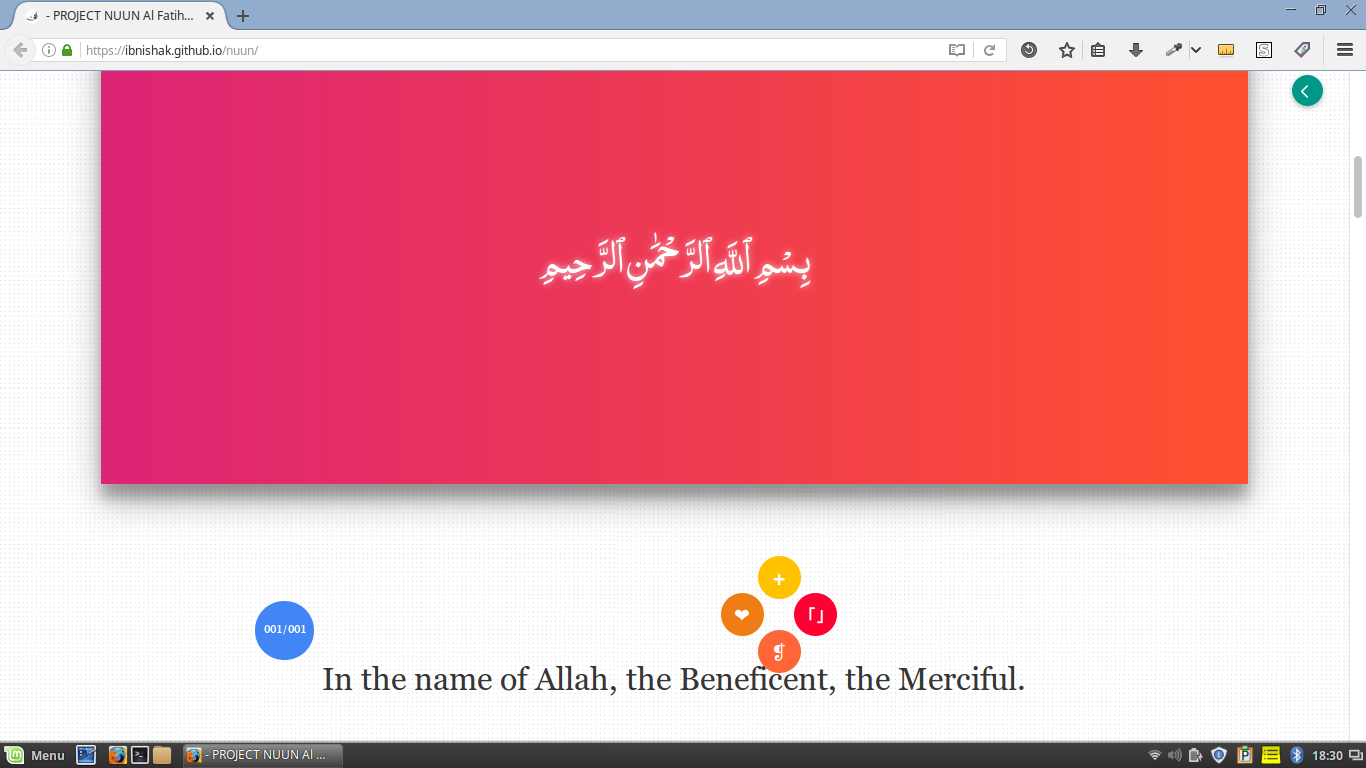 - PROJECT NUUN Al Fatih...
https://ibnishak.github.io/nuun/
بِسْمِ ٱللَّهِ ٱلرَّحْمَٰنِ ٱلرَّحِيمِ
001/001
In the name of Allah, the Beneficent, the Merciful.
Menu
- PROJECT NUUN Al ...
18:30